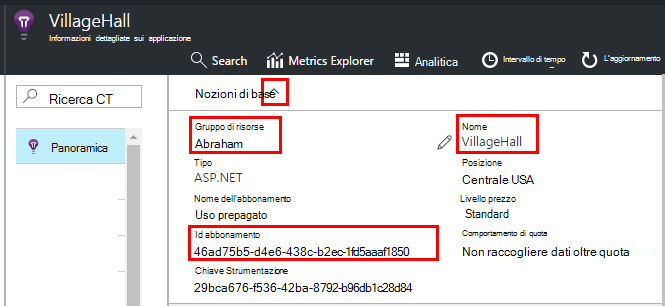 VillageHall
Informazioni dettagliate sui applicazione
Search
Metrics Explorer
Analitica
Intervallo di tempo
L'aggiornamento
Ricerca CT
Nozioni di base
Panoramica
Gruppo di risorse
Abraham
Nome
VillageHall
Tipo
ASP.NET
Posizione
Centrale USA
Nome dell'abbonamento
Uso prepagato
Livello prezzo
Standard
Id abbonamento
46ad75b5-d4e6-438c-b2ec-1fd5aaaf1850
Comportamento di quota
Non raccogliere dati oltre quota
Chiave Strumentazione
29bca676-f536-42ba-8792-b96db1c28d84